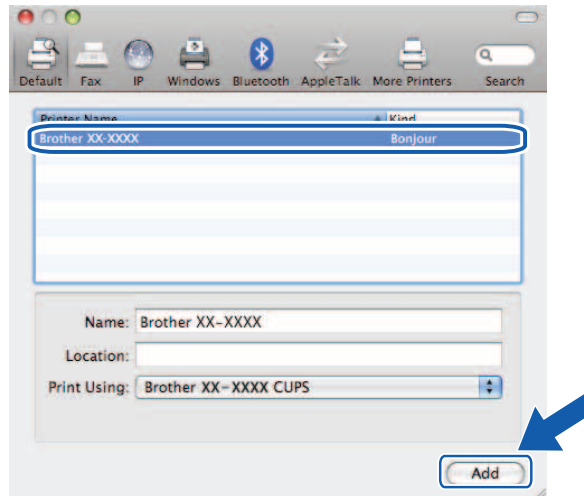 Default Fax IP Windows Bluetooth AppleTalk More Printers Search
Printer Name Kind
Brother XX-XXXX Bonjour
Name: Brother XX-XXXX
Location:
Print Using: Brother XX-XXXX CUPS
Add